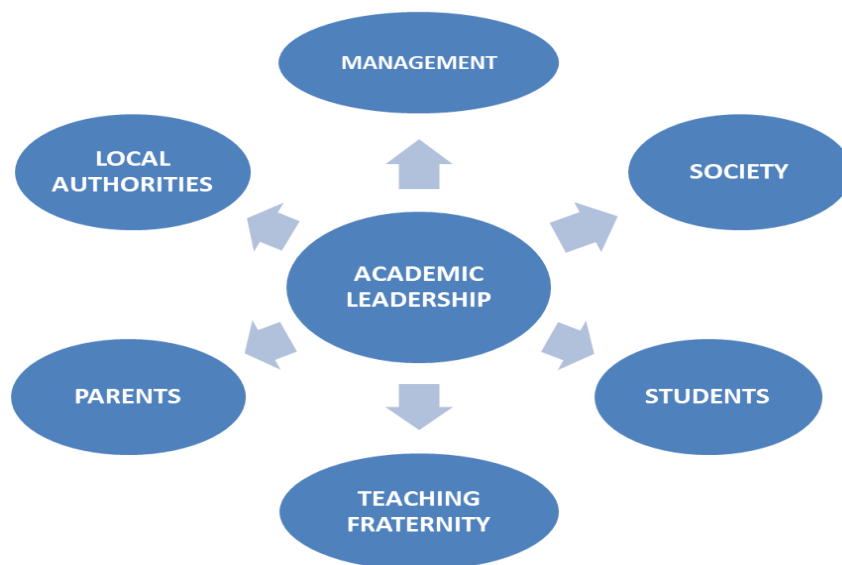 MANAGEMENT
LOCAL
AUTHORITIES
SOCIETY
ACADEMIC
LEADERSHIP
PARENTS
STUDENTS
TEACHING
FRATERNITY